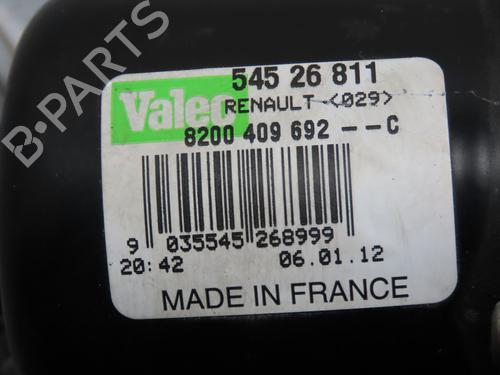 B-PARTS
545 26 811
Valeo
RENAULT <029>
8200 409 692 --C
9 035545 268999
20:42 06.01.12
MADE IN FRANCE